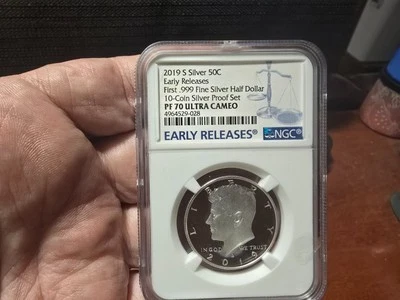 2019 S Silver 50C
Early Releases
First .999 Fine Silver Half Dollar
10-Coin Silver Proof Set
PF 70 ULTRA CAMEO
4964529-028
EARLY RELEASES NGC
LIBERTY
IN GOD WE TRUST
2019